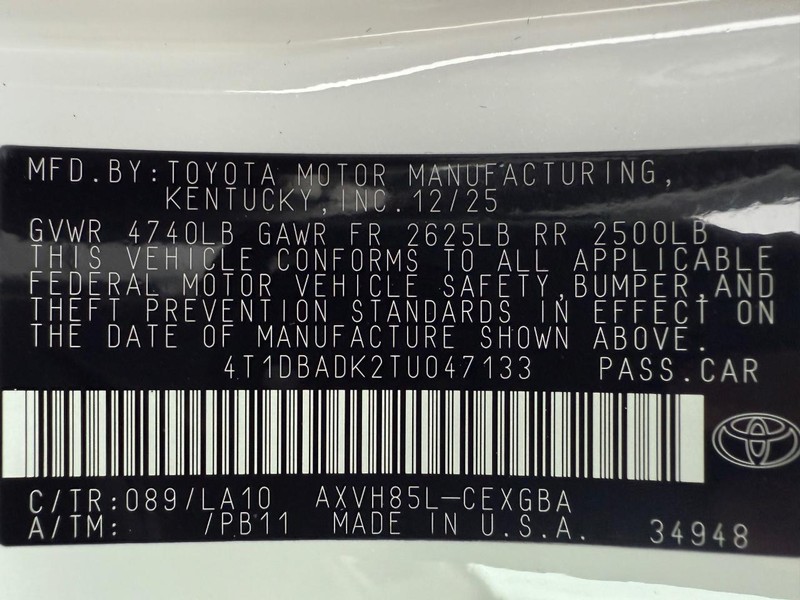 MFD.BY:TOYOTA MOTOR MANUFACTURING,
KENTUCKY,INC.12/25
GVWR 4740LB GAWR FR 2625LB RR 2500LB
THIS VEHICLE CONFORMS TO ALL APPLICABLE
FEDERAL MOTOR VEHICLE SAFETY,BUMPER,AND
THEFT PREVENTION STANDARDS IN EFFECT ON
THE DATE OF MANUFACTURE SHOWN ABOVE.
4T1DBADK2TU047133 PASS.CAR
C/TR:089/LA10 AXVH85L-CEXGBA
A/TM: /PB11 MADE IN U.S.A. 34948